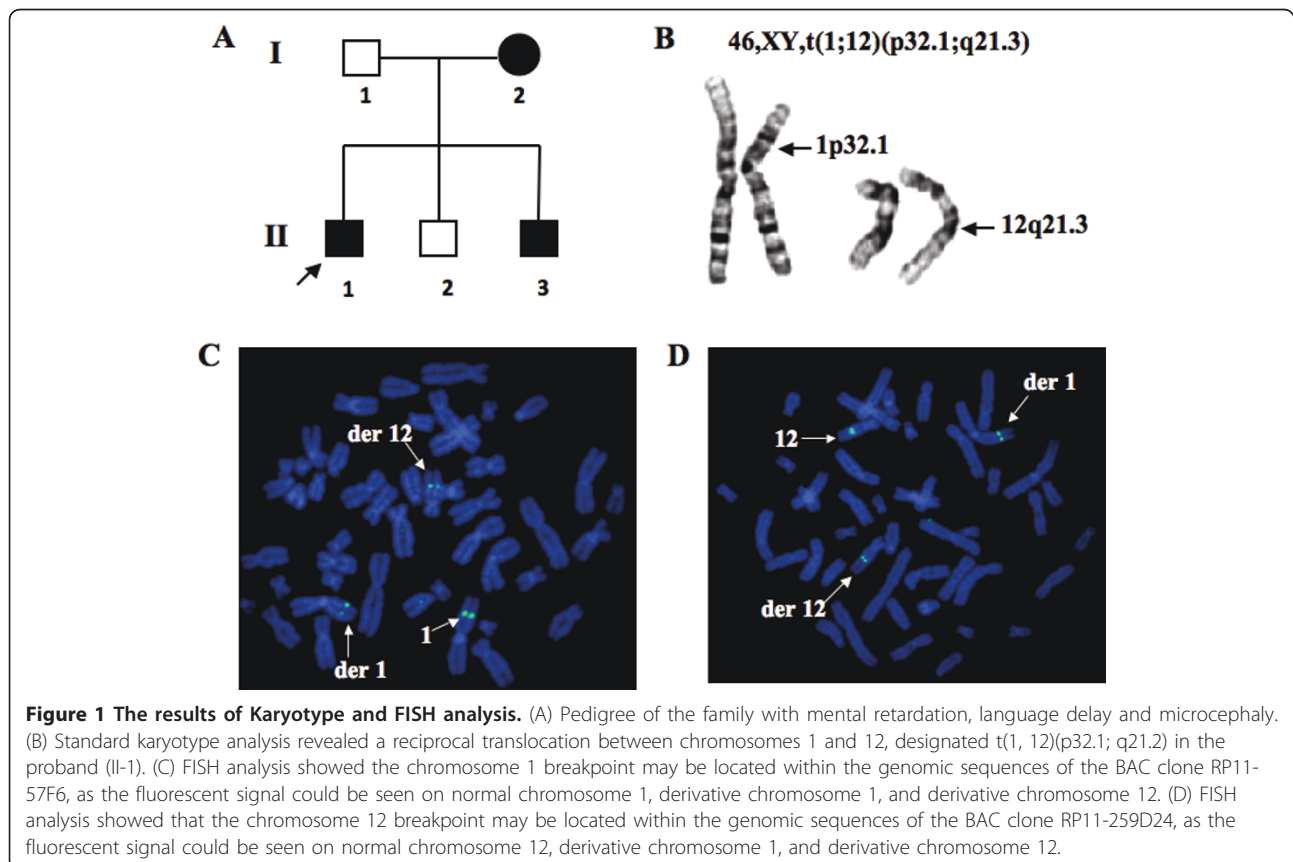 A
I
1
2
II
1
2
3
B
46,XY,t(1;12)(p32.1;q21.3)
1p32.1
12q21.3
C
der 12
der 1
1
D
12
der 1
der 12
Figure 1 The results of Karyotype and FISH analysis. (A) Pedigree of the family with mental retardation, language delay and microcephaly.
(B) Standard karyotype analysis revealed a reciprocal translocation between chromosomes 1 and 12, designated t(1, 12)(p32.1; q21.2) in the
proband (II-1). (C) FISH analysis showed the chromosome 1 breakpoint may be located within the genomic sequences of the BAC clone RP11-
57F6, as the fluorescent signal could be seen on normal chromosome 1, derivative chromosome 1, and derivative chromosome 12. (D) FISH
analysis showed that the chromosome 12 breakpoint may be located within the genomic sequences of the BAC clone RP11-259D24, as the
fluorescent signal could be seen on normal chromosome 12, derivative chromosome 1, and derivative chromosome 12.